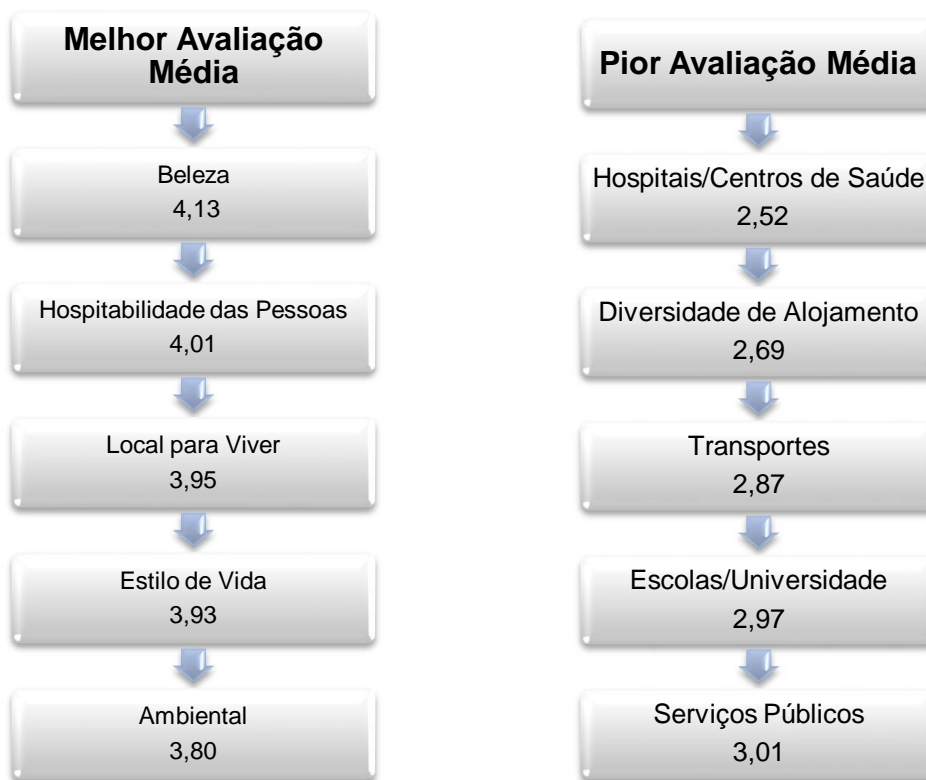 Melhor Avaliação
Média
Beleza
4,13
Hospitabilidade das Pessoas
4,01
Local para Viver
3,95
Estilo de Vida
3,93
Ambiental
3,80
Pior Avaliação Média
Hospitais/Centros de Saúde
2,52
Diversidade de Alojamento
2,69
Transportes
2,87
Escolas/Universidade
2,97
Serviços Públicos
3,01